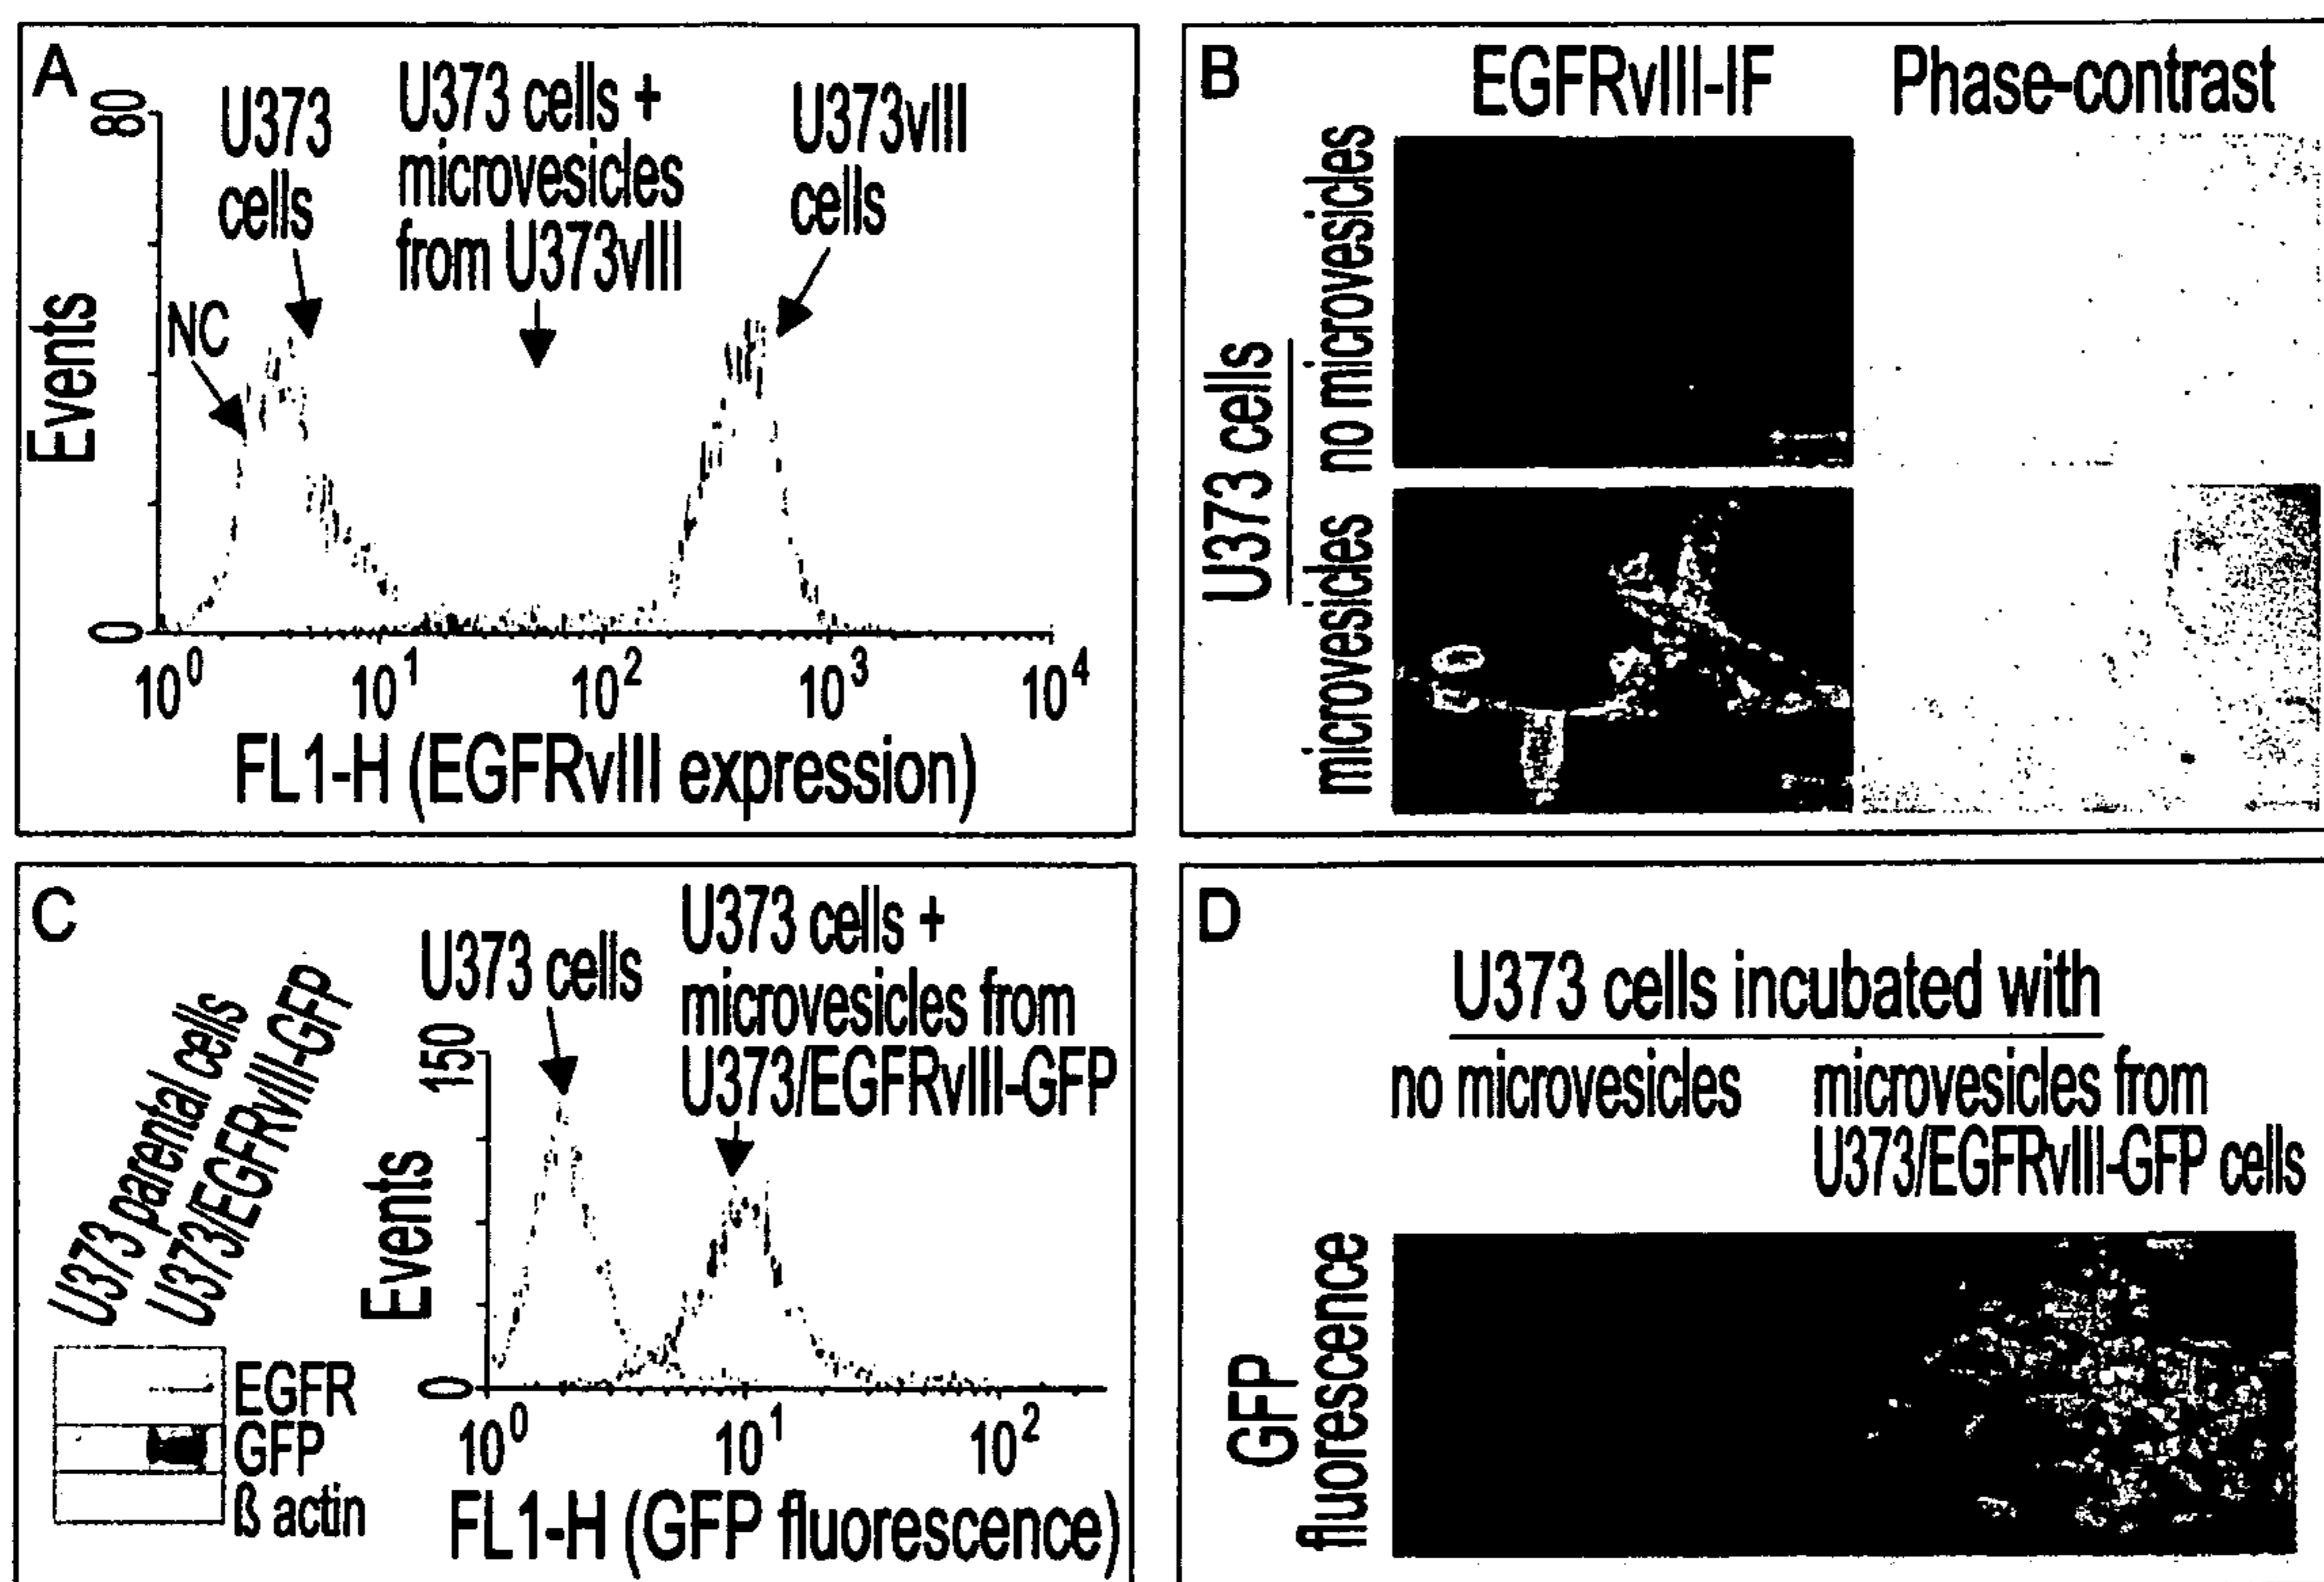 A
80
U373
cells
U373 cells +
microvesicles
from U373vIII
U373vIII
cells
NC
Events
0
10^0 10^1 10^2 10^3 10^4
FL1-H (EGFRvIII expression)
B
EGFRvIII-IF Phase-contrast
U373 cells
no microvesicles
microvesicles
C
U373 parental cells
U373/EGFRvIII-GFP
EGFR
GFP
ß actin
U373 cells
U373 cells +
microvesicles from
U373/EGFRvIII-GFP
150
Events
0
10^0 10^1 10^2
FL1-H (GFP fluorescence)
D
U373 cells incubated with
no microvesicles
microvesicles from
U373/EGFRvIII-GFP cells
GFP
fluorescence